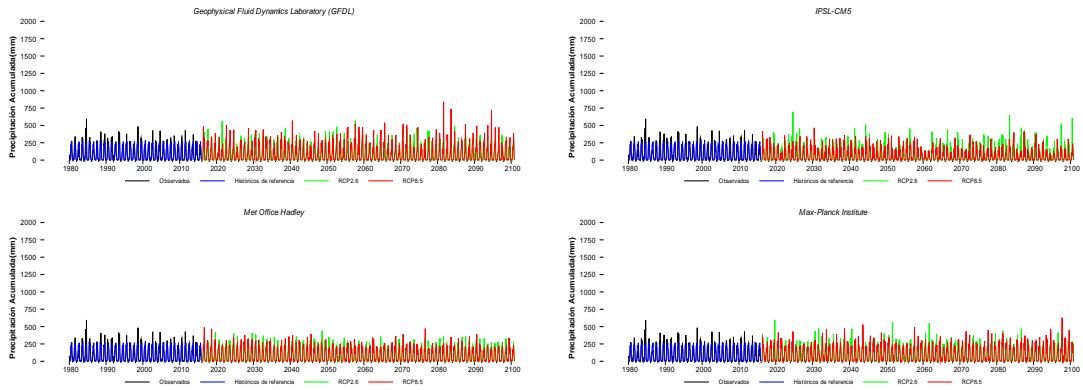 Geophysical Fluid Dynamics Laboratory (GFDL)
Precipitación Acumulada(mm)
2000
1750
1500
1250
1000
750
500
250
0
1980 1990 2000 2010 2020 2030 2040 2050 2060 2070 2080 2090 2100
Observados Históricos de referencia RCP2.6 RCP8.5
IPSL-CM5
Precipitación Acumulada(mm)
2000
1750
1500
1250
1000
750
500
250
0
1980 1990 2000 2010 2020 2030 2040 2050 2060 2070 2080 2090 2100
Observados Históricos de referencia RCP2.6 RCP8.5
Met Office Hadley
Precipitación Acumulada(mm)
2000
1750
1500
1250
1000
750
500
250
0
1980 1990 2000 2010 2020 2030 2040 2050 2060 2070 2080 2090 2100
Observados Históricos de referencia RCP2.6 RCP8.5
Max-Planck Institute
Precipitación Acumulada(mm)
2000
1750
1500
1250
1000
750
500
250
0
1980 1990 2000 2010 2020 2030 2040 2050 2060 2070 2080 2090 2100
Observados Históricos de referencia RCP2.6 RCP8.5